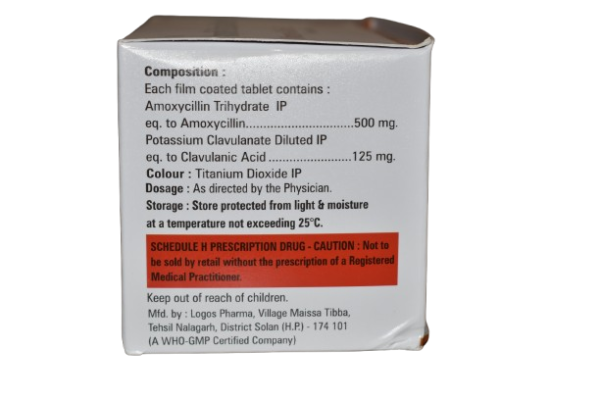 Composition :
Each film coated tablet contains :
Amoxycillin Trihydrate IP
eq. to Amoxycillin...............................500 mg.
Potassium Clavulanate Diluted IP
eq. to Clavulanic Acid ........................125 mg.
Colour : Titanium Dioxide IP
Dosage : As directed by the Physician.
Storage : Store protected from light & moisture
at a temperature not exceeding 25°C.
SCHEDULE H PRESCRIPTION DRUG - CAUTION : Not to
be sold by retail without the prescription of a Registered
Medical Practitioner.
Keep out of reach of children.
Mfd. by : Logos Pharma, Village Maissa Tibba,
Tehsil Nalagarh, District Solan (H.P.) - 174 101
(A WHO-GMP Certified Company)